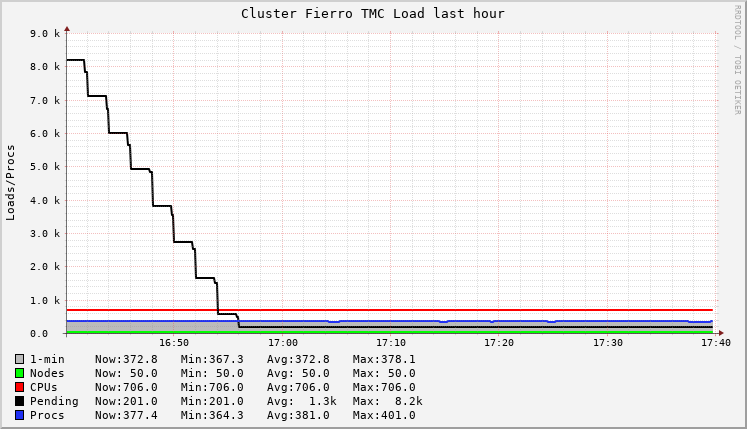 Cluster Fierro TMC Load last hour
RRDTOOL / TOBI OETIKER
Loads/Procs
9.0 k
8.0 k
7.0 k
6.0 k
5.0 k
4.0 k
3.0 k
2.0 k
1.0 k
0.0
16:50 17:00 17:10 17:20 17:30 17:40
1-min Now:372.8 Min:367.3 Avg:372.8 Max:378.1
Nodes Now: 50.0 Min: 50.0 Avg: 50.0 Max: 50.0
CPUs Now:706.0 Min:706.0 Avg:706.0 Max:706.0
Pending Now:201.0 Min:201.0 Avg: 1.3k Max: 8.2k
Procs Now:377.4 Min:364.3 Avg:381.0 Max:401.0